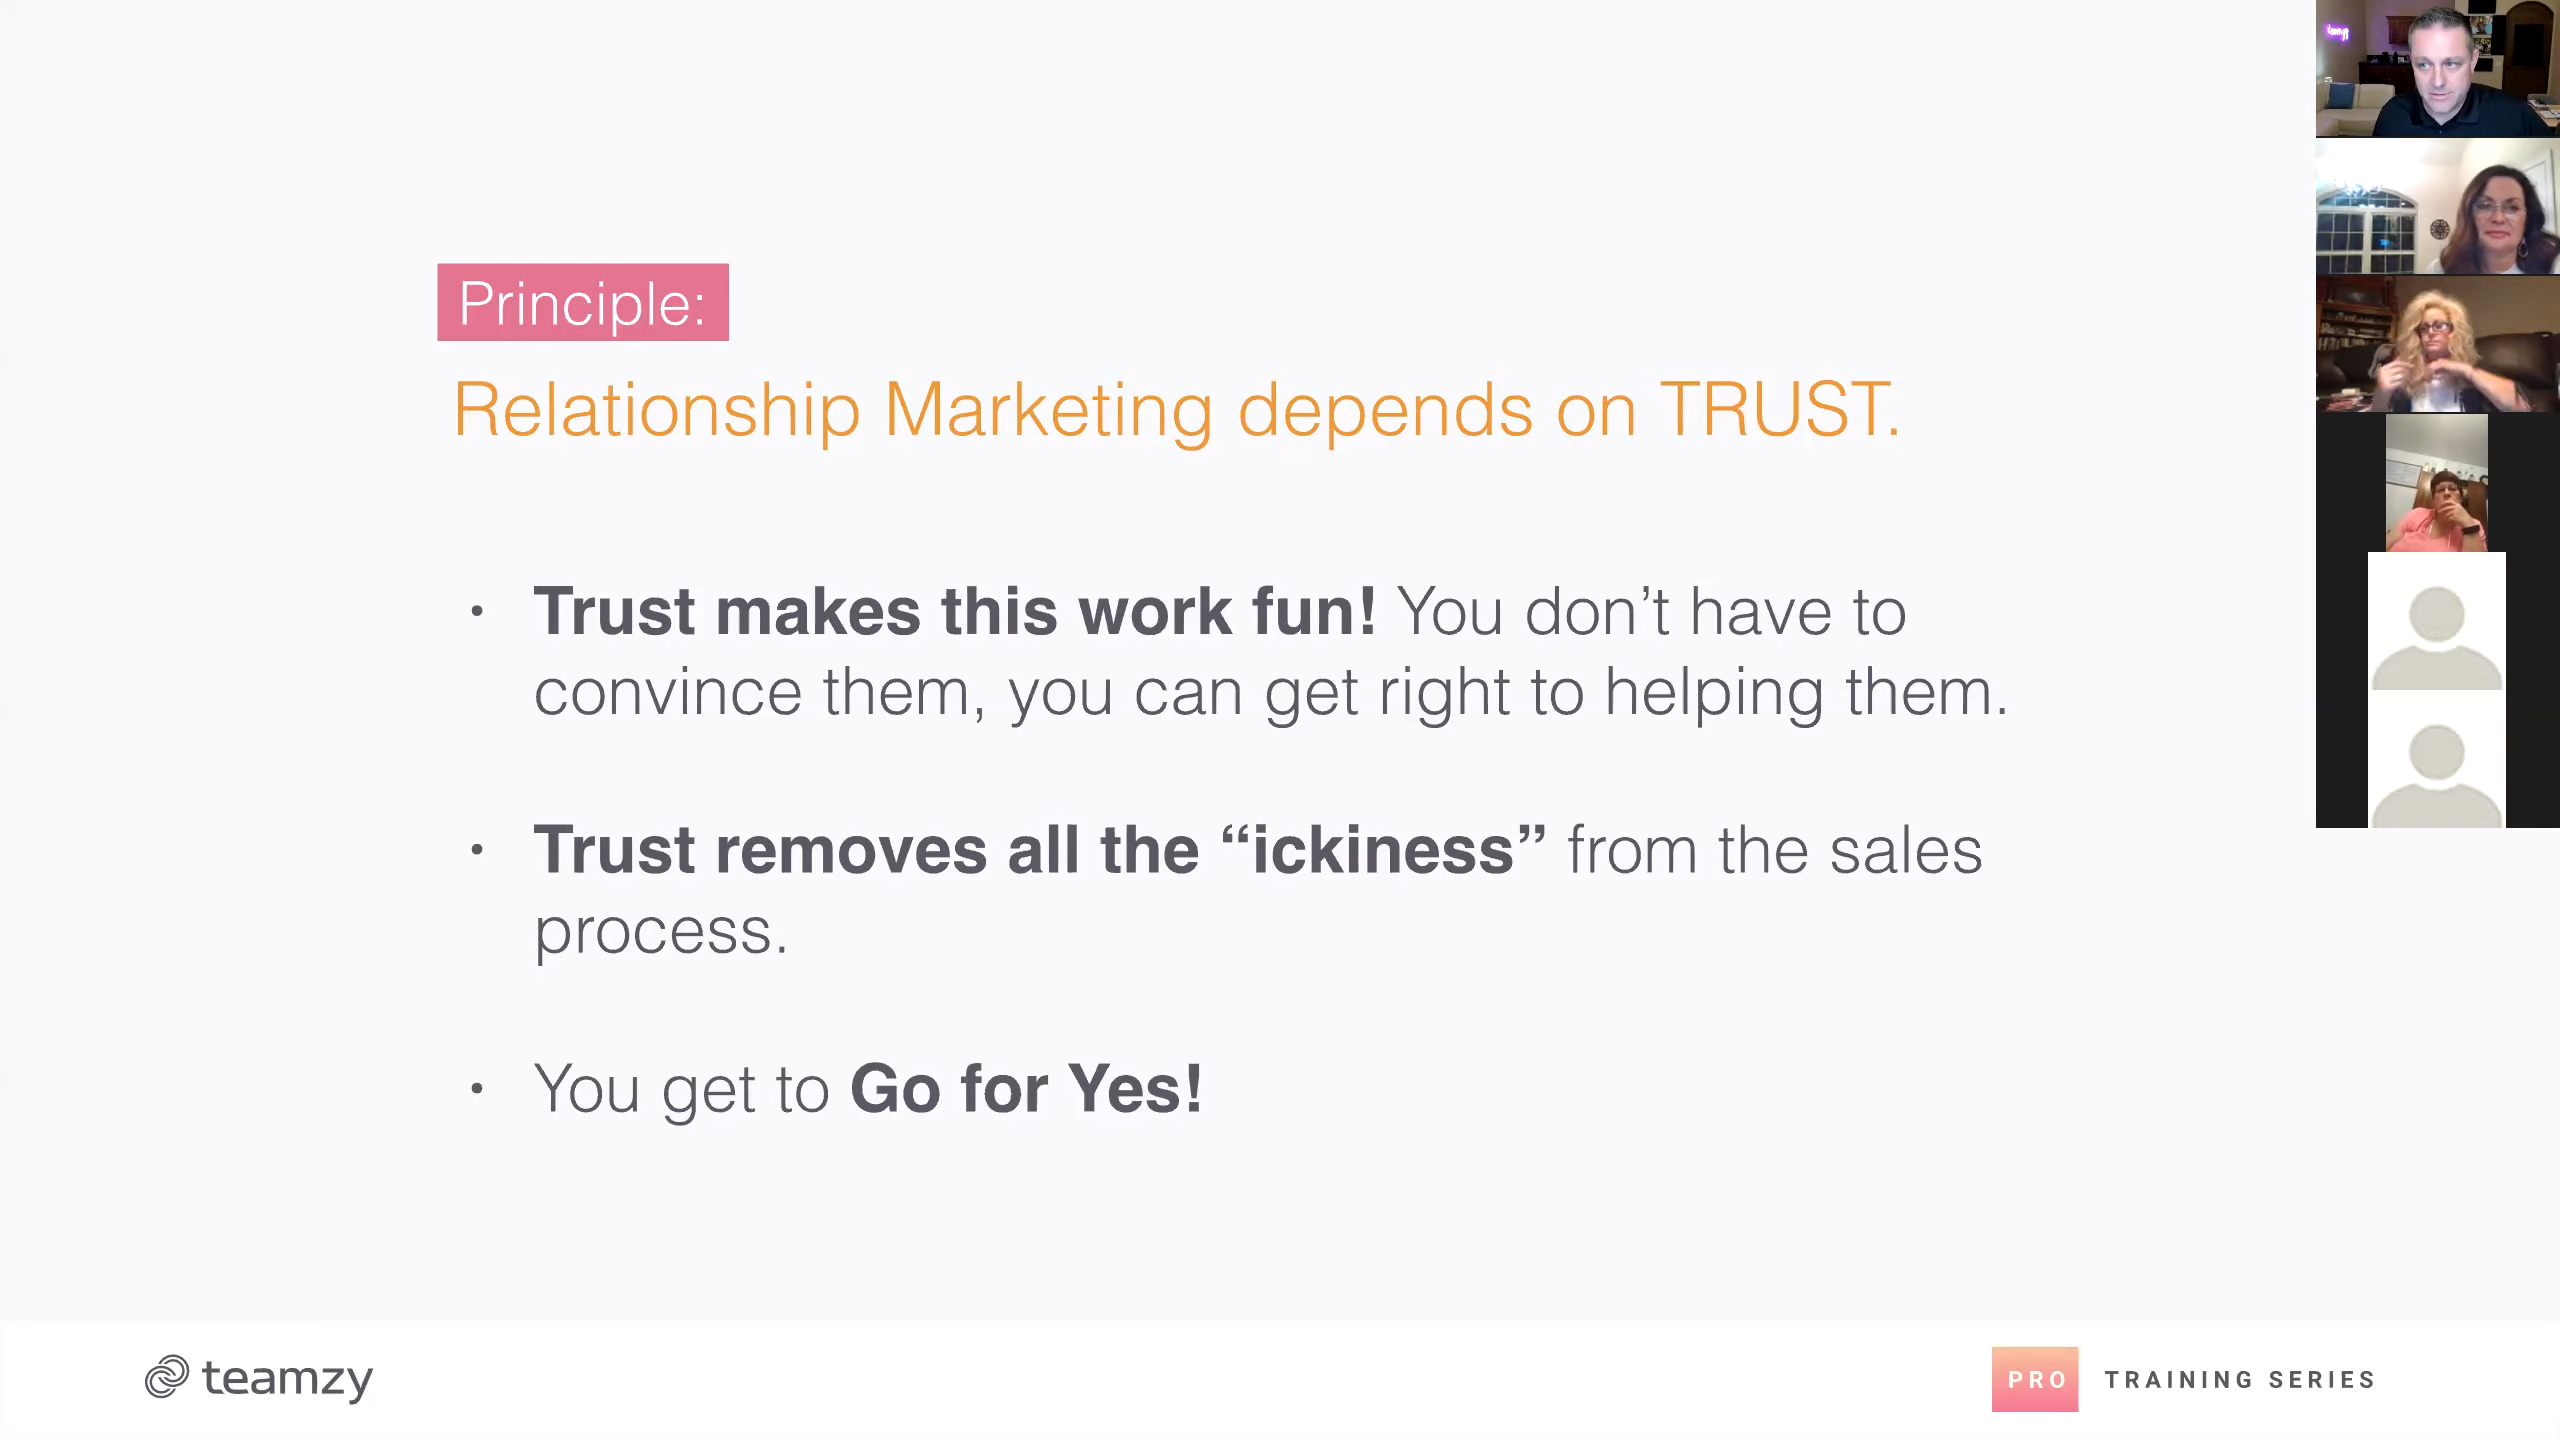 Principle:
Relationship Marketing depends on TRUST.
• Trust makes this work fun! You don’t have to
convince them, you can get right to helping them.
• Trust removes all the “ickiness” from the sales
process.
• You get to Go for Yes!
teamzy
PRO TRAINING SERIES
teamzy